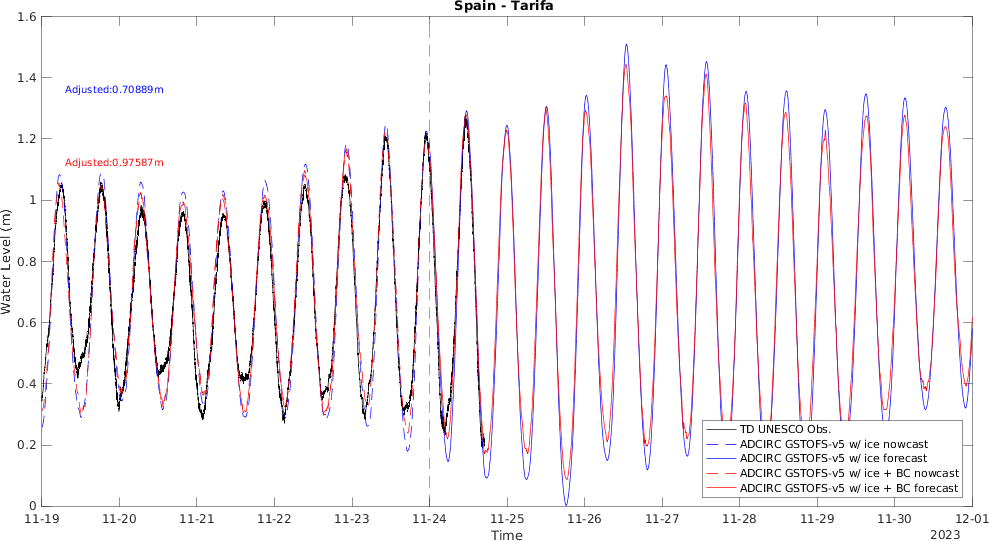 Spain - Tarifa
1.6
1.4
1.2
1
0.8
0.6
0.4
0.2
0
Water Level (m)
Adjusted:0.70889m
Adjusted:0.97587m
TD UNESCO Obs.
ADCIRC GSTOFS-v5 w/ ice nowcast
ADCIRC GSTOFS-v5 w/ ice forecast
ADCIRC GSTOFS-v5 w/ ice + BC nowcast
ADCIRC GSTOFS-v5 w/ ice + BC forecast
11-19 11-20 11-21 11-22 11-23 11-24 11-25 11-26 11-27 11-28 11-29 11-30 12-01
Time
2023